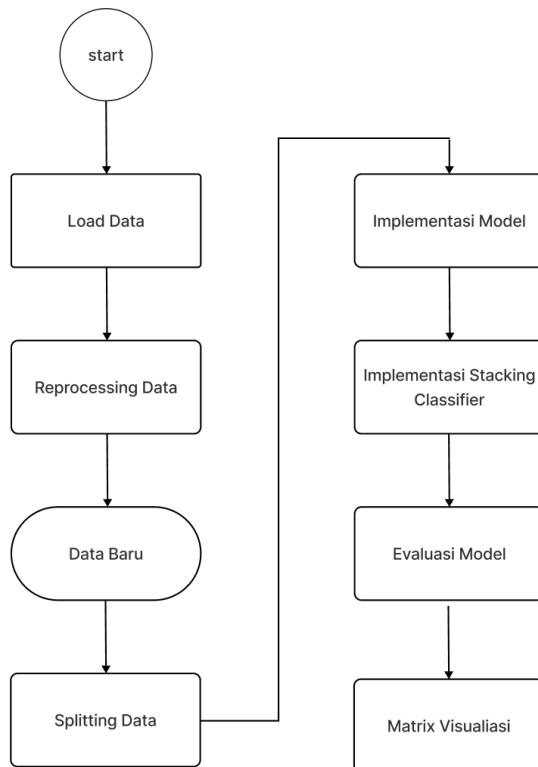 start
Load Data
Reprocessing Data
Data Baru
Splitting Data
Implementasi Model
Implementasi Stacking
Classifier
Evaluasi Model
Matrix Visualiasi